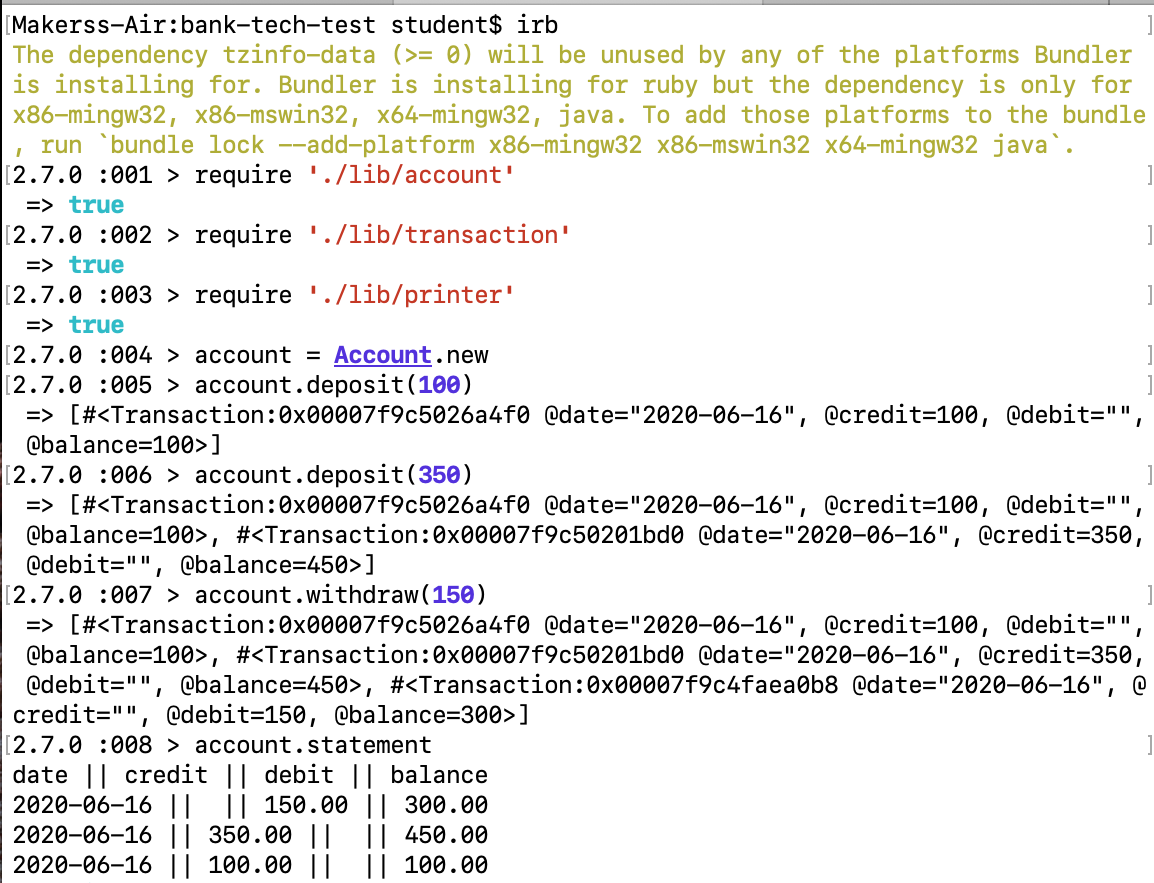 [Makerss-Air:bank-tech-test student$ irb ]
The dependency tzinfo-data (>= 0) will be unused by any of the platforms Bundler
is installing for. Bundler is installing for ruby but the dependency is only for
x86-mingw32, x86-mswin32, x64-mingw32, java. To add those platforms to the bundle
, run `bundle lock --add-platform x86-mingw32 x86-mswin32 x64-mingw32 java`.
[2.7.0 :001 > require './lib/account' ]
=> true
[2.7.0 :002 > require './lib/transaction' ]
=> true
[2.7.0 :003 > require './lib/printer' ]
=> true
[2.7.0 :004 > account = Account.new ]
[2.7.0 :005 > account.deposit(100) ]
=> [#<Transaction:0x00007f9c5026a4f0 @date="2020-06-16", @credit=100, @debit="",
@balance=100>]
[2.7.0 :006 > account.deposit(350) ]
=> [#<Transaction:0x00007f9c5026a4f0 @date="2020-06-16", @credit=100, @debit="",
@balance=100>, #<Transaction:0x00007f9c50201bd0 @date="2020-06-16", @credit=350,
@debit="", @balance=450>]
[2.7.0 :007 > account.withdraw(150) ]
=> [#<Transaction:0x00007f9c5026a4f0 @date="2020-06-16", @credit=100, @debit="",
@balance=100>, #<Transaction:0x00007f9c50201bd0 @date="2020-06-16", @credit=350,
@debit="", @balance=450>, #<Transaction:0x00007f9c4faea0b8 @date="2020-06-16", @
credit="", @debit=150, @balance=300>]
[2.7.0 :008 > account.statement ]
date || credit || debit || balance
2020-06-16 ||  || 150.00 || 300.00
2020-06-16 || 350.00 ||  || 450.00
2020-06-16 || 100.00 ||  || 100.00